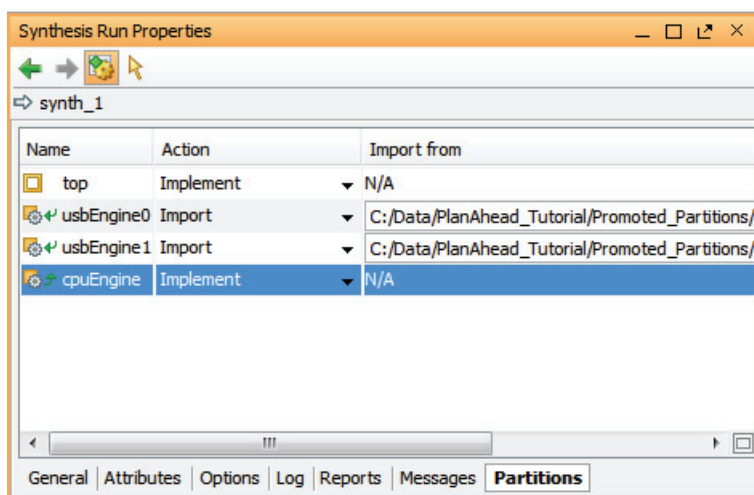 Synthesis Run Properties
synth_1
Name Action Import from
top Implement N/A
usbEngine0 Import C:/Data/PlanAhead_Tutorial/Promoted_Partitions/
usbEngine1 Import C:/Data/PlanAhead_Tutorial/Promoted_Partitions/
cpuEngine Implement N/A
General Attributes Options Log Reports Messages Partitions